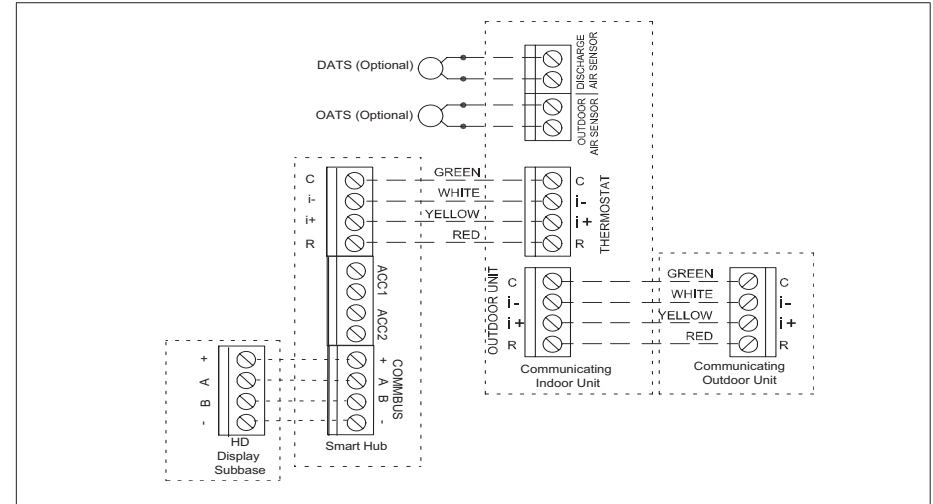 DATS (Optional)
DISCHARGE
AIR SENSOR
OATS (Optional)
OUTDOOR
AIR SENSOR
C GREEN C
i- WHITE i-
i+ YELLOW i+
R RED R
THERMOSTAT
ACC1
ACC2
OUTDOOR UNIT
C GREEN C
i- WHITE i-
i+ YELLOW i+
R RED R
Communicating
Indoor Unit
Communicating
Outdoor Unit
+ +
A A
B B
- -
COMMBUS
HD
Display
Subbase
Smart Hub